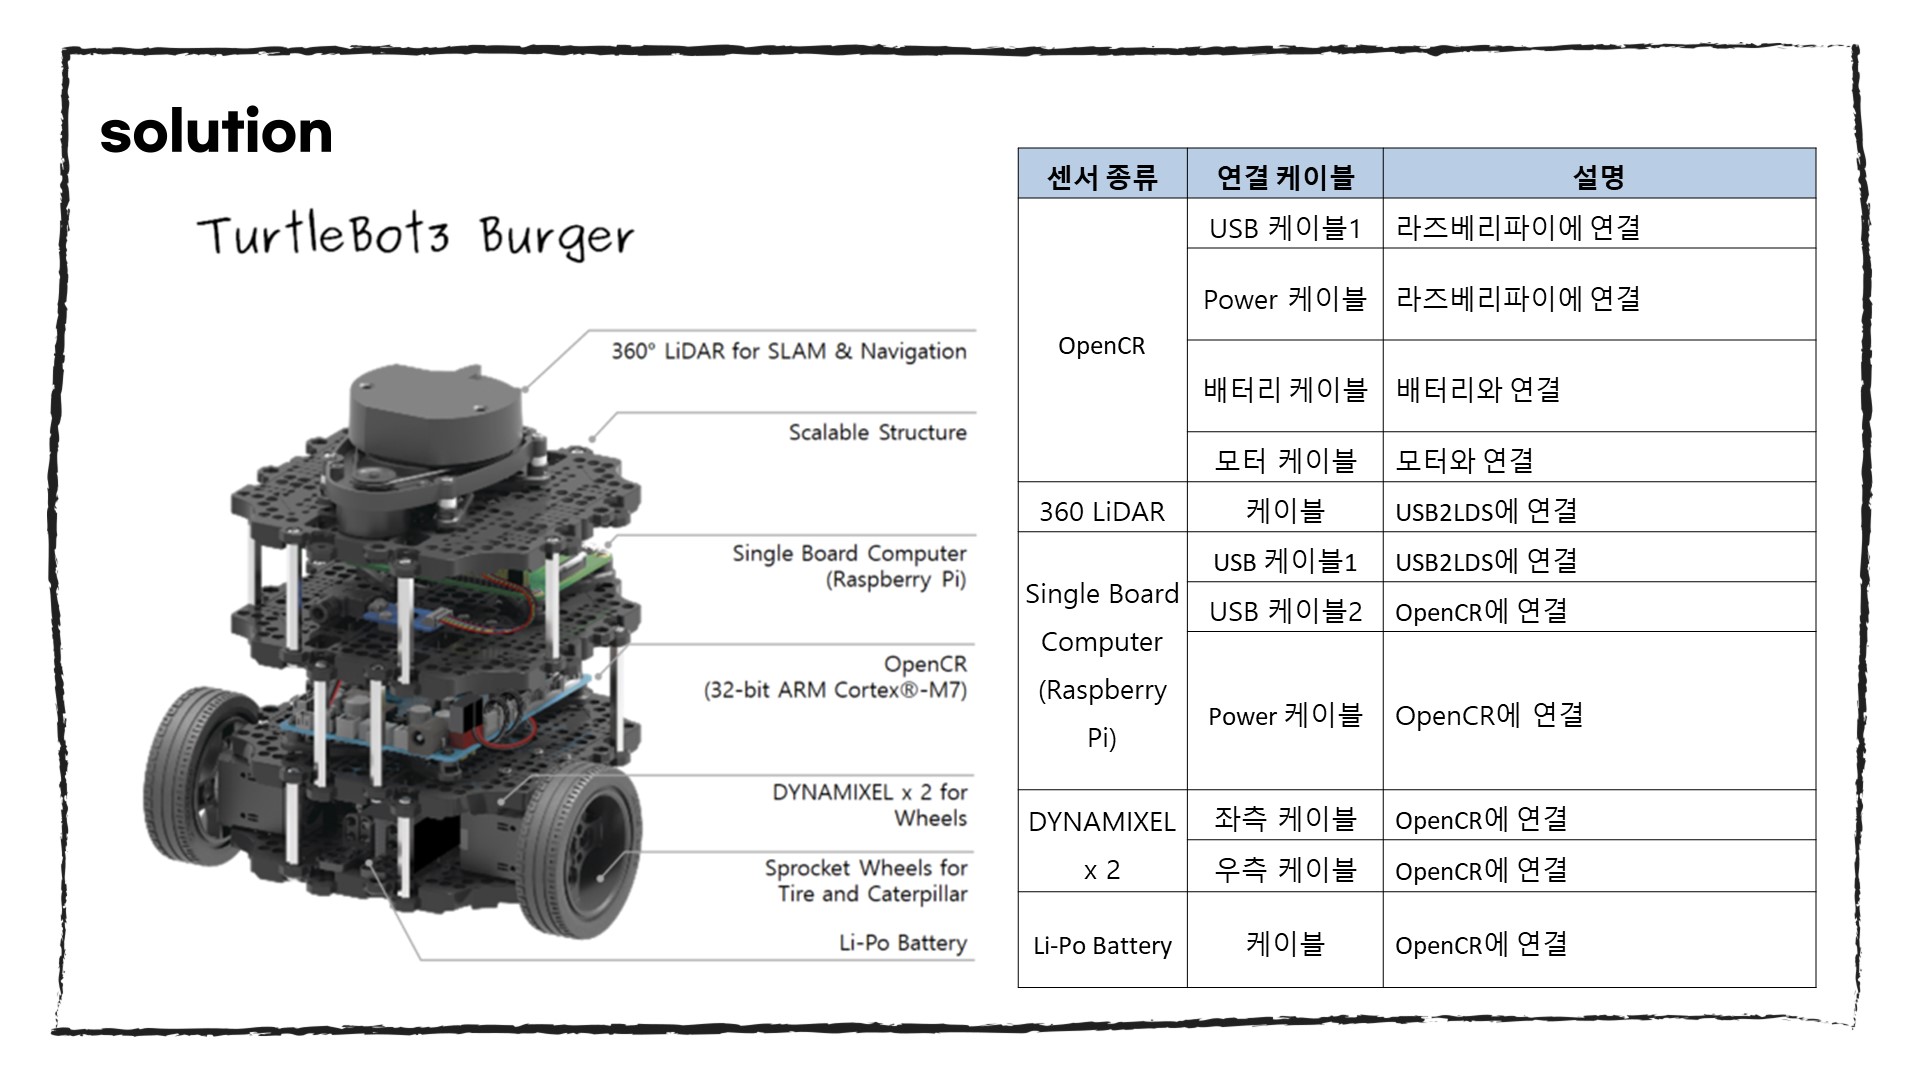 solution
TurtleBot3 Burger
360° LiDAR for SLAM & Navigation
Scalable Structure
Single Board Computer
(Raspberry Pi)
OpenCR
(32-bit ARM Cortex®-M7)
DYNAMIXEL x 2 for
Wheels
Sprocket Wheels for
Tire and Caterpillar
Li-Po Battery
센서 종류 연결 케이블 설명
OpenCR
USB 케이블1 라즈베리파이에 연결
Power 케이블 라즈베리파이에 연결
배터리 케이블 배터리와 연결
모터 케이블 모터와 연결
360 LiDAR 케이블 USB2LDS에 연결
Single Board
Computer
(Raspberry
Pi)
USB 케이블1 USB2LDS에 연결
USB 케이블2 OpenCR에 연결
Power 케이블 OpenCR에 연결
DYNAMIXEL
x 2
좌측 케이블 OpenCR에 연결
우측 케이블 OpenCR에 연결
Li-Po Battery 케이블 OpenCR에 연결